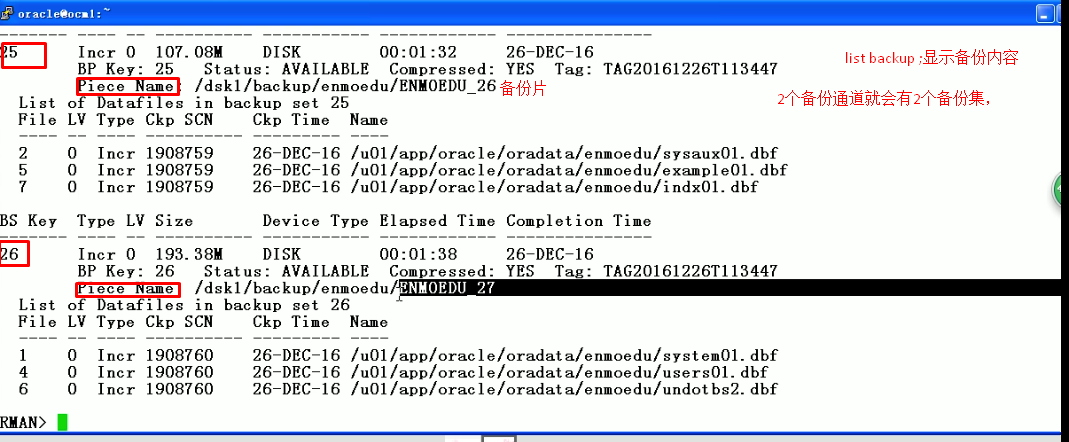 oracle@ocm1:~
------- ---- -- ---------- ----------- ------------ ---------------
25      Incr 0  107.08M    DISK        00:01:32     26-DEC-16
list backup ;显示备份内容
        BP Key: 25   Status: AVAILABLE  Compressed: YES  Tag: TAG20161226T113447
        Piece Name: /dsk1/backup/enmoedu/ENMOEDU_26 备份片
2个备份通道就会有2个备份集,
  List of Datafiles in backup set 25
  File LV Type Ckp SCN    Ckp Time  Name
  ---- -- ---- ---------- --------- ----
  2    0  Incr 1908759    26-DEC-16 /u01/app/oracle/oradata/enmoedu/sysaux01.dbf
  5    0  Incr 1908759    26-DEC-16 /u01/app/oracle/oradata/enmoedu/example01.dbf
  7    0  Incr 1908759    26-DEC-16 /u01/app/oracle/oradata/enmoedu/indx01.dbf
BS Key  Type LV Size       Device Type Elapsed Time Completion Time
------- ---- -- ---------- ----------- ------------ ---------------
26      Incr 0  193.38M    DISK        00:01:38     26-DEC-16
        BP Key: 26   Status: AVAILABLE  Compressed: YES  Tag: TAG20161226T113447
        Piece Name: /dsk1/backup/enmoedu/ENMOEDU_27
  List of Datafiles in backup set 26
  File LV Type Ckp SCN    Ckp Time  Name
  ---- -- ---- ---------- --------- ----
  1    0  Incr 1908760    26-DEC-16 /u01/app/oracle/oradata/enmoedu/system01.dbf
  4    0  Incr 1908760    26-DEC-16 /u01/app/oracle/oradata/enmoedu/users01.dbf
  6    0  Incr 1908760    26-DEC-16 /u01/app/oracle/oradata/enmoedu/undotbs2.dbf
RMAN>